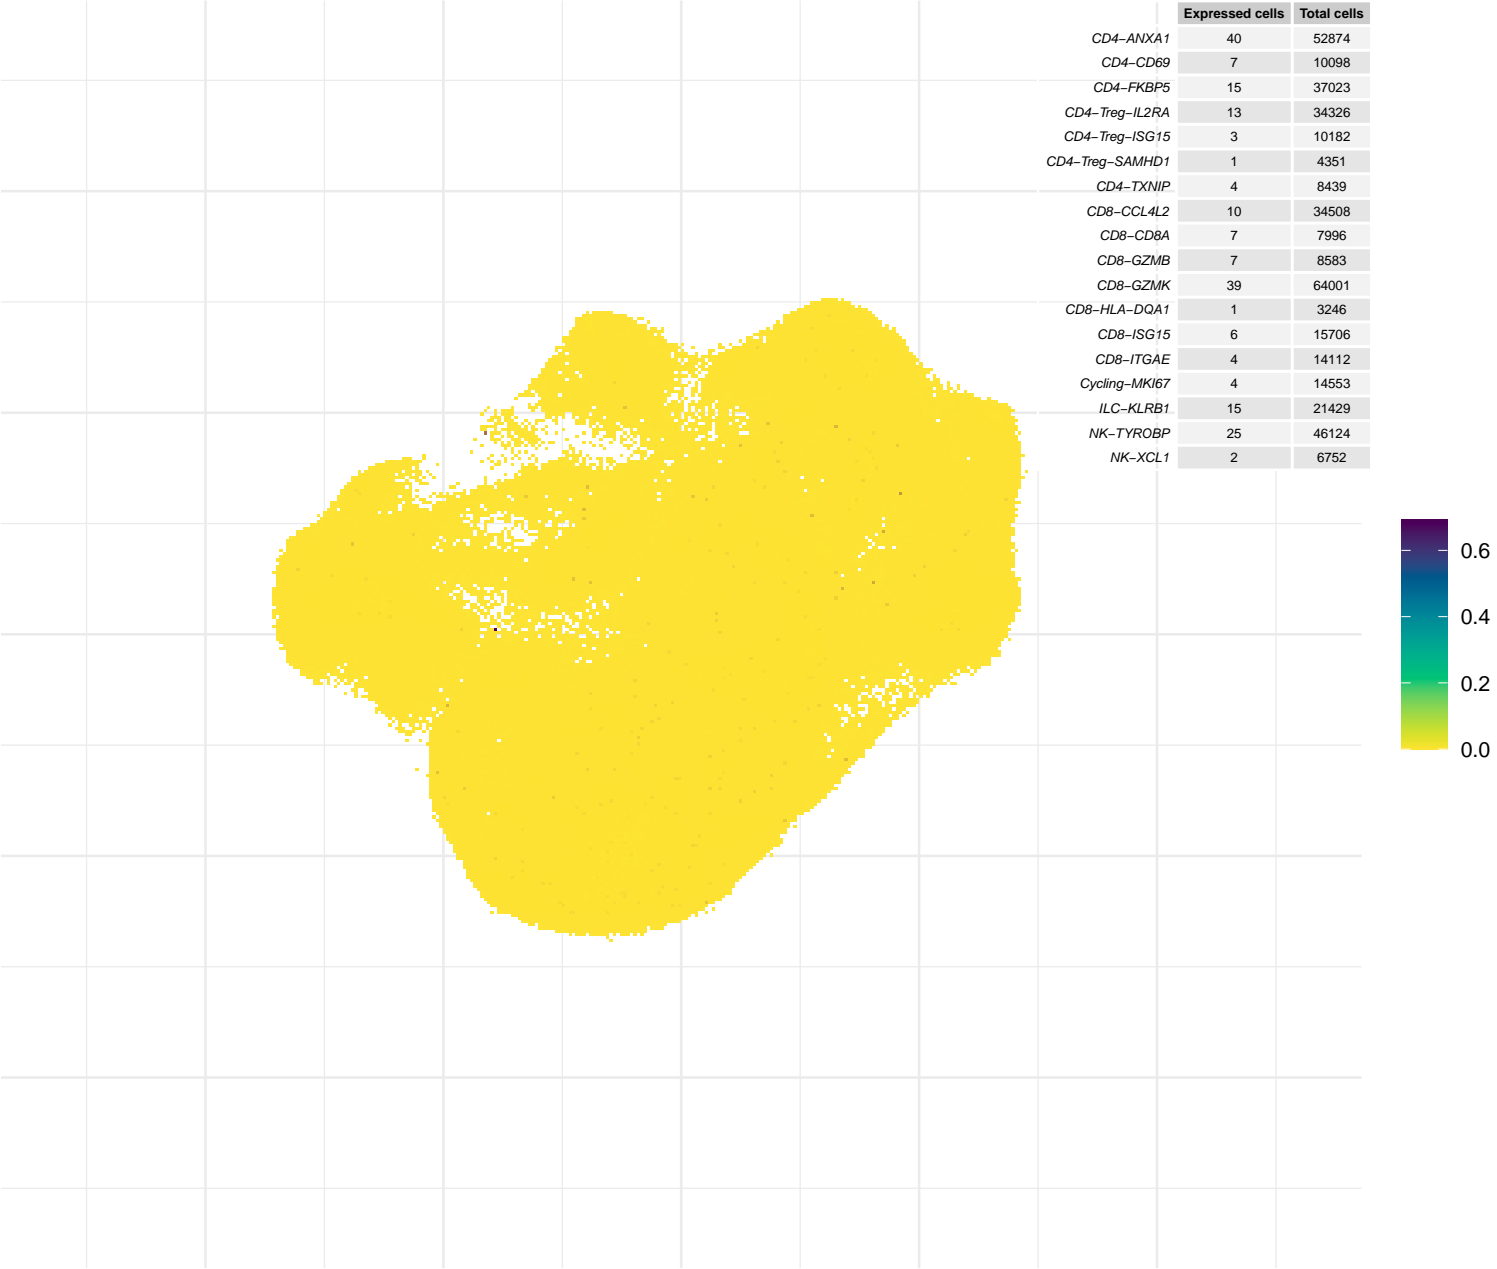 Expressed cells Total cells
CD4−ANXA1 40 52874
CD4−CD69 7 10098
CD4−FKBP5 15 37023
CD4−Treg−IL2RA 13 34326
CD4−Treg−ISG15 3 10182
CD4−Treg−SAMHD1 1 4351
CD4−TXNIP 4 8439
CD8−CCL4L2 10 34508
CD8−CD8A 7 7996
CD8−GZMB 7 8583
CD8−GZMK 39 64001
CD8−HLA−DQA1 1 3246
CD8−ISG15 6 15706
CD8−ITGAE 4 14112
Cycling−MKI67 4 14553
ILC−KLRB1 15 21429
NK−TYROBP 25 46124
NK−XCL1 2 6752
0.6
0.4
0.2
0.0